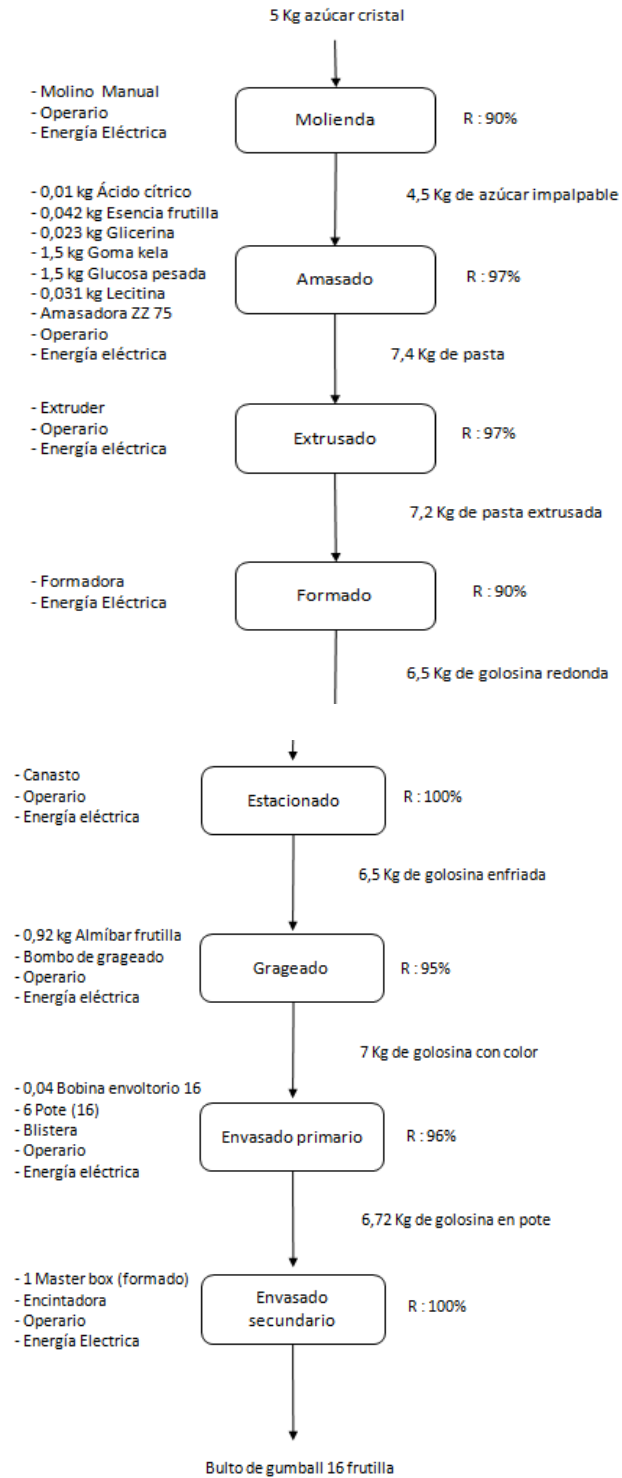 5 Kg azúcar cristal
- Molino Manual
- Operario
- Energía Eléctrica
Molienda
R : 90%
4,5 Kg de azúcar impalpable
- 0,01 kg Ácido cítrico
- 0,042 kg Esencia frutilla
- 0,023 kg Glicerina
- 1,5 kg Goma kela
- 1,5 kg Glucosa pesada
- 0,031 kg Lecitina
- Amasadora ZZ 75
- Operario
- Energía eléctrica
Amasado
R : 97%
7,4 Kg de pasta
- Extruder
- Operario
- Energía eléctrica
Extrusado
R : 97%
7,2 Kg de pasta extrusada
- Formadora
- Energía Eléctrica
Formado
R : 90%
6,5 Kg de golosina redonda
- Canasto
- Operario
- Energía eléctrica
Estacionado
R : 100%
6,5 Kg de golosina enfriada
- 0,92 kg Almíbar frutilla
- Bombo de grageado
- Operario
- Energía eléctrica
Grageado
R : 95%
7 Kg de golosina con color
- 0,04 Bobina envoltorio 16
- 6 Pote (16)
- Blistera
- Operario
- Energía eléctrica
Envasado primario
R : 96%
6,72 Kg de golosina en pote
- 1 Master box (formado)
- Encintadora
- Operario
- Energía Electrica
Envasado
secundario
R : 100%
Bulto de gumball 16 frutilla